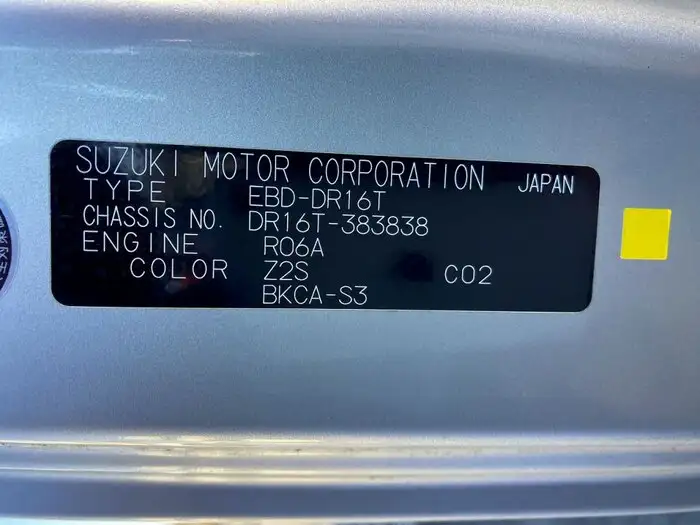 SUZUKI MOTOR CORPORATION JAPAN
TYPE EBD-DR16T
CHASSIS NO. DR16T-383838
ENGINE R06A
COLOR Z2S C02
BKCA-S3